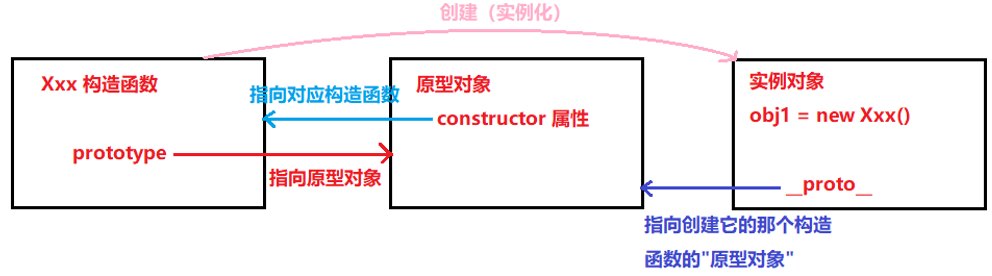 创建（实例化）
Xxx 构造函数
指向对应构造函数
原型对象
实例对象
constructor 属性
obj1 = new Xxx()
prototype
指向原型对象
__proto__
指向创建它的那个构造
函数的"原型对象"